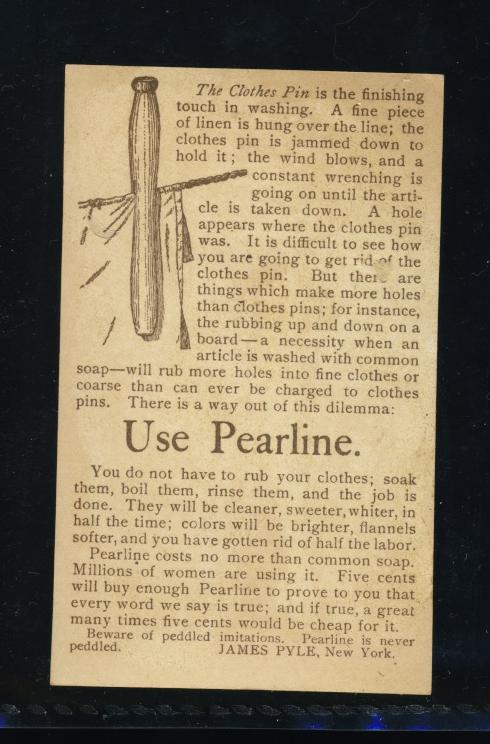 The Clothes Pin is the finishing
touch in washing. A fine piece
of linen is hung over the line; the
clothes pin is jammed down to
hold it; the wind blows, and a
constant wrenching is
going on until the arti-
cle is taken down. A hole
appears where the clothes pin
was. It is difficult to see how
you are going to get rid of the
clothes pin. But there are
things which make more holes
than clothes pins; for instance,
the rubbing up and down on a
board—a necessity when an
article is washed with common
soap—will rub more holes into fine clothes or
coarse than can ever be charged to clothes
pins. There is a way out of this dilemma:
Use Pearline.
You do not have to rub your clothes; soak
them, boil them, rinse them, and the job is
done. They will be cleaner, sweeter, whiter, in
half the time; colors will be brighter, flannels
softer, and you have gotten rid of half the labor.
Pearline costs no more than common soap.
Millions of women are using it. Five cents
will buy enough Pearline to prove to you that
every word we say is true; and if true, a great
many times five cents would be cheap for it.
Beware of peddled imitations. Pearline is never
peddled. JAMES PYLE, New York.